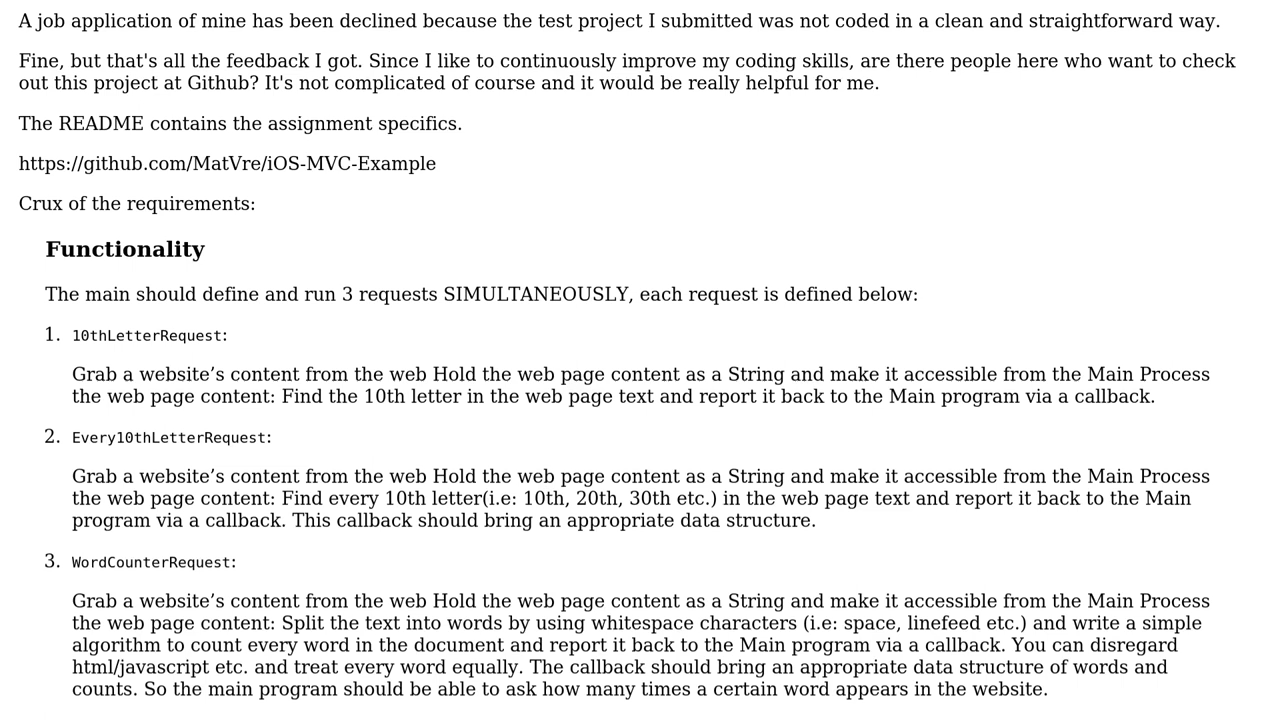 A job application of mine has been declined because the test project I submitted was not coded in a clean and straightforward way.
Fine, but that's all the feedback I got. Since I like to continuously improve my coding skills, are there people here who want to check
out this project at Github? It's not complicated of course and it would be really helpful for me.
The README contains the assignment specifics.
https://github.com/MatVre/iOS-MVC-Example
Crux of the requirements:
Functionality
The main should define and run 3 requests SIMULTANEOUSLY, each request is defined below:
1. 10thLetterRequest:
Grab a website’s content from the web Hold the web page content as a String and make it accessible from the Main Process
the web page content: Find the 10th letter in the web page text and report it back to the Main program via a callback.
2. Every10thLetterRequest:
Grab a website’s content from the web Hold the web page content as a String and make it accessible from the Main Process
the web page content: Find every 10th letter(i.e: 10th, 20th, 30th etc.) in the web page text and report it back to the Main
program via a callback. This callback should bring an appropriate data structure.
3. WordCounterRequest:
Grab a website’s content from the web Hold the web page content as a String and make it accessible from the Main Process
the web page content: Split the text into words by using whitespace characters (i.e: space, linefeed etc.) and write a simple
algorithm to count every word in the document and report it back to the Main program via a callback. You can disregard
html/javascript etc. and treat every word equally. The callback should bring an appropriate data structure of words and
counts. So the main program should be able to ask how many times a certain word appears in the website.